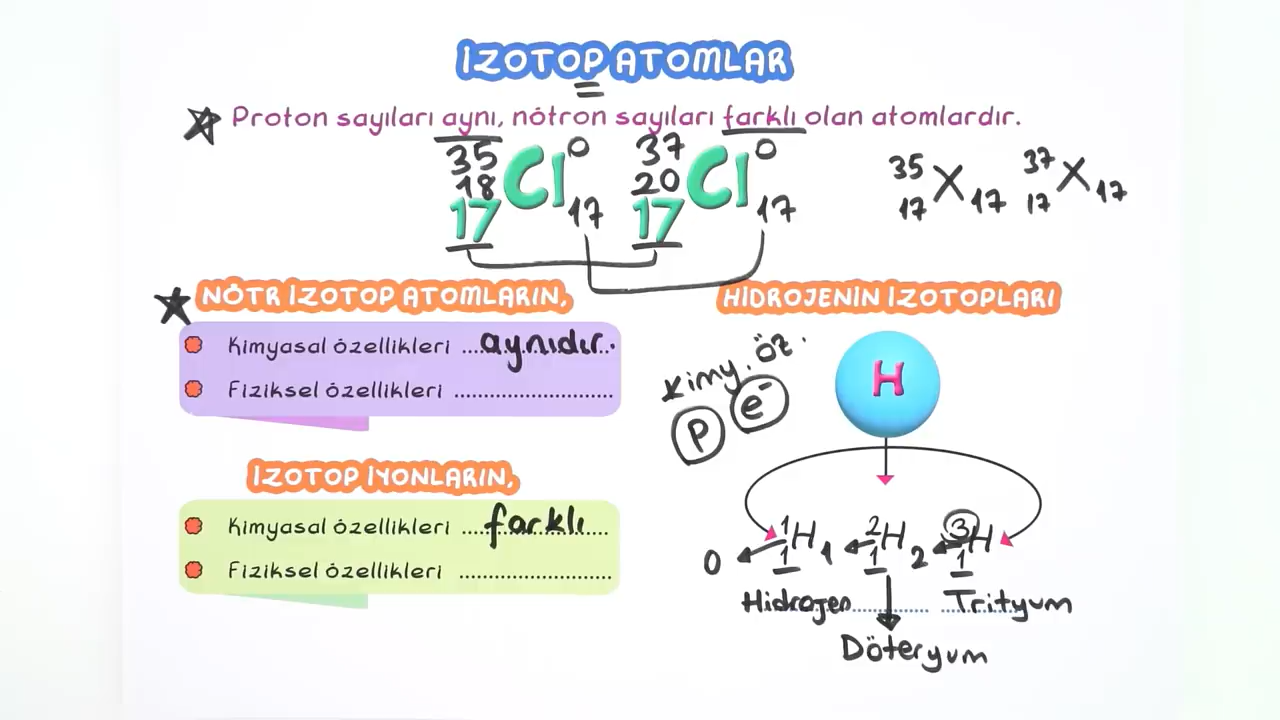 İZOTOP ATOMLAR
Proton sayıları aynı, nötron sayıları farklı olan atomlardır.
35 18 17 Cl 0 17
37 20 17 Cl 0 17
35 17 X 17
37 17 X 17
NÖTR İZOTOP ATOMLARIN,
Kimyasal özellikleri ...aynıdır.
Fiziksel özellikleri ............................
İZOTOP İYONLARIN,
Kimyasal özellikleri ....farklı....
Fiziksel özellikleri ...........................
HİDROJENİN İZOTOPLARI
Kimy. Öz.
p e-
H
0 1 1 H 1 2 1 H 2 3 1 H
Hidrojen Trityum
Döteryum